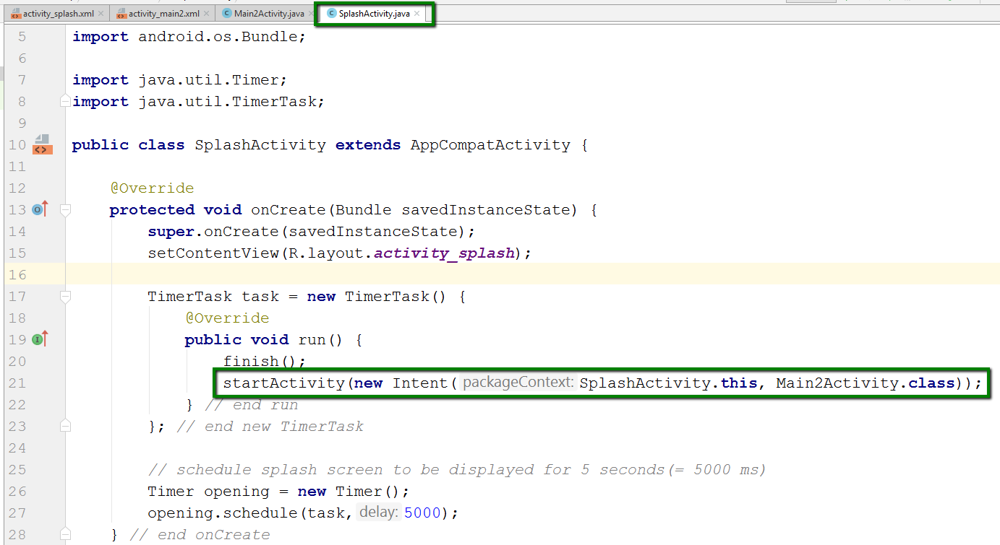 activity_splash.xml × activity_main2.xml × Main2Activity.java × SplashActivity.java ×
5 import android.os.Bundle;
6
7 import java.util.Timer;
8 import java.util.TimerTask;
9
10 public class SplashActivity extends AppCompatActivity {
11
12 @Override
13 protected void onCreate(Bundle savedInstanceState) {
14 super.onCreate(savedInstanceState);
15 setContentView(R.layout.activity_splash);
16
17 TimerTask task = new TimerTask() {
18 @Override
19 public void run() {
20 finish();
21 startActivity(new Intent( packageContext: SplashActivity.this, Main2Activity.class));
22 } // end run
23 }; // end new TimerTask
24
25 // schedule splash screen to be displayed for 5 seconds(= 5000 ms)
26 Timer opening = new Timer();
27 opening.schedule(task, delay: 5000);
28 } // end onCreate